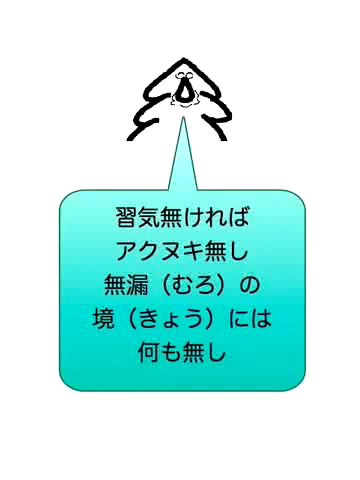 習気無ければ
アクヌキ無し
無漏（むろ）の
境（きょう）には
何も無し